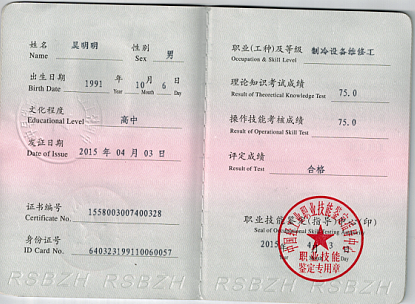 姓名 吴明明 性别 男
Name Sex
出生日期 1991 年 10 月 6 日
Birth Date Year Month Day
文化程度
Educational Level 高中
发证日期
Date of Issue 2015 年 04 月 03 日
证书编号
Certificate No. 1558003007400328
身份证号
ID Card No. 640323199110060057
RSBZH RSBZH
职业(工种)及等级 制冷设备维修工
Occupation & Skill Level
理论知识考试成绩
Result of Theoretical Knowledge Test 75.0
操作技能考核成绩
Result of Operational Skill Test 75.0
评定成绩
Result of Test 合格
职业技能鉴定(指导)中心(印)
Seal of Occupational Skill Testing
2015 年 4 3
职业技能
鉴定专用章
RSBZH RSBZH